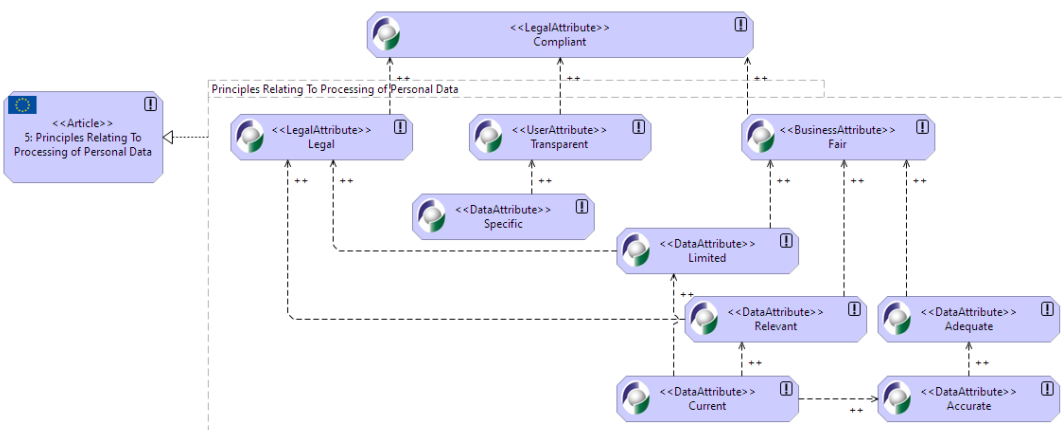 <<LegalAttribute>>
Compliant
++
++
++
Principles Relating To Processing of Personal Data
<<Article>>
5: Principles Relating To
Processing of Personal Data
<<LegalAttribute>>
Legal
<<UserAttribute>>
Transparent
<<BusinessAttribute>>
Fair
++
++
++
++
++
++
<<DataAttribute>>
Specific
<<DataAttribute>>
Limited
++
<<DataAttribute>>
Relevant
<<DataAttribute>>
Adequate
++
++
<<DataAttribute>>
Current
++
<<DataAttribute>>
Accurate